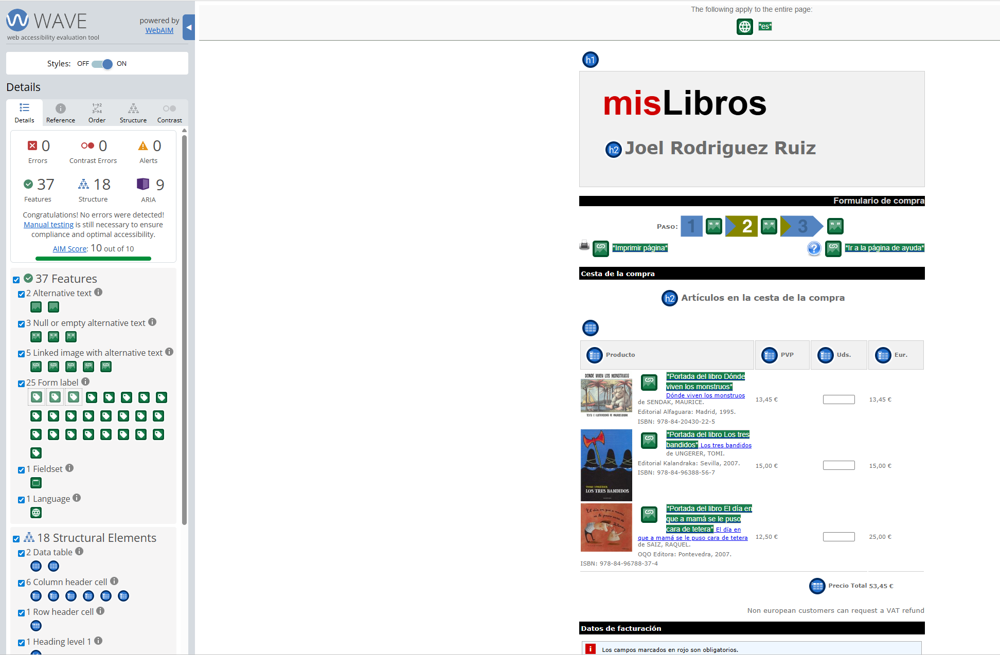 WAVE
web accessibility evaluation tool
powered by
WebAIM
Styles: OFF ON
Details
Details Reference Order Structure Contrast
0 0 0
Errors Contrast Errors Alerts
37 18 9
Features Structure ARIA
Congratulations! No errors were detected!
Manual testing is still necessary to ensure
compliance and optimal accessibility.
AIM Score: 10 out of 10
37 Features
2 Alternative text
3 Null or empty alternative text
5 Linked image with alternative text
25 Form label
1 Fieldset
1 Language
18 Structural Elements
2 Data table
6 Column header cell
1 Row header cell
1 Heading level 1
The following apply to the entire page:
*es*
h1
misLibros
h2 Joel Rodriguez Ruiz
Formulario de compra
Paso: 1 2 3
*Imprimir página* *Ir a la página de ayuda*
Cesta de la compra
h2 Artículos en la cesta de la compra
Producto PVP Uds. Eur.
DONDE VIVEN LOS MONSTRUOS
TEXTO E ILUSTRACIONES DE MAURICE SENDAK
*Portada del libro Dónde
viven los monstruos*
Dónde viven los monstruos
de SENDAK, MAURICE.
Editorial Alfaguara: Madrid, 1995.
ISBN: 978-84-20430-22-5
13,45 € 13,45 €
TOMI UNGERER
LOS TRES BANDIDOS
*Portada del libro Los tres
bandidos* Los tres bandidos
de UNGERER, TOMI.
Editorial Kalandraka: Sevilla, 2007.
ISBN: 978-84-96388-56-7
15,00 € 15,00 €
El día en que a mamá
se le puso cara de
tetera
*Portada del libro El día en
que a mamá se le puso
cara de tetera* El día en
que a mamá se le puso cara de tetera
de SAIZ, RAQUEL.
OQO Editora: Pontevedra, 2007.
ISBN: 978-84-96788-37-4
12,50 € 25,00 €
Precio Total 53,45 €
Non european customers can request a VAT refund
Datos de facturación
i Los campos marcados en rojo son obligatorios.